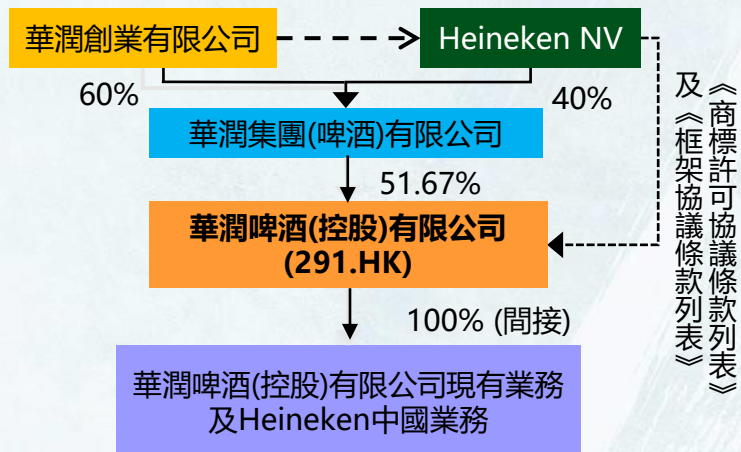 華潤創業有限公司
Heineken NV
60%
40%
華潤集團(啤酒)有限公司
51.67%
華潤啤酒(控股)有限公司
(291.HK)
100% (間接)
華潤啤酒(控股)有限公司現有業務
及Heineken中國業務
《商標許可協議條款列表》
及《框架協議條款列表》